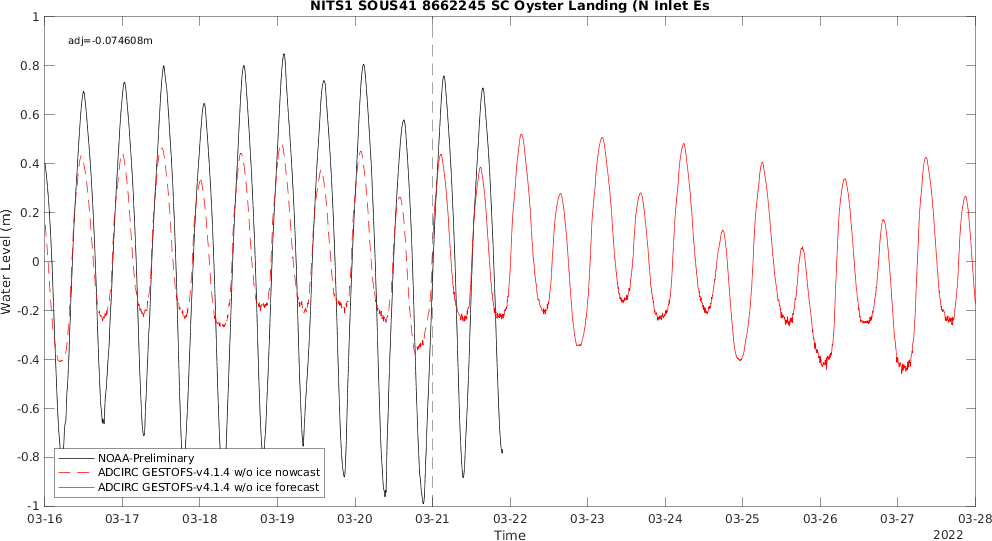 NITS1 SOUS41 8662245 SC Oyster Landing (N Inlet Es
adj=-0.074608m
1
0.8
0.6
0.4
0.2
0
-0.2
-0.4
-0.6
-0.8
-1
Water Level (m)
NOAA-Preliminary
ADCIRC GESTOFS-v4.1.4 w/o ice nowcast
ADCIRC GESTOFS-v4.1.4 w/o ice forecast
03-16 03-17 03-18 03-19 03-20 03-21 03-22 03-23 03-24 03-25 03-26 03-27 03-28
Time
2022